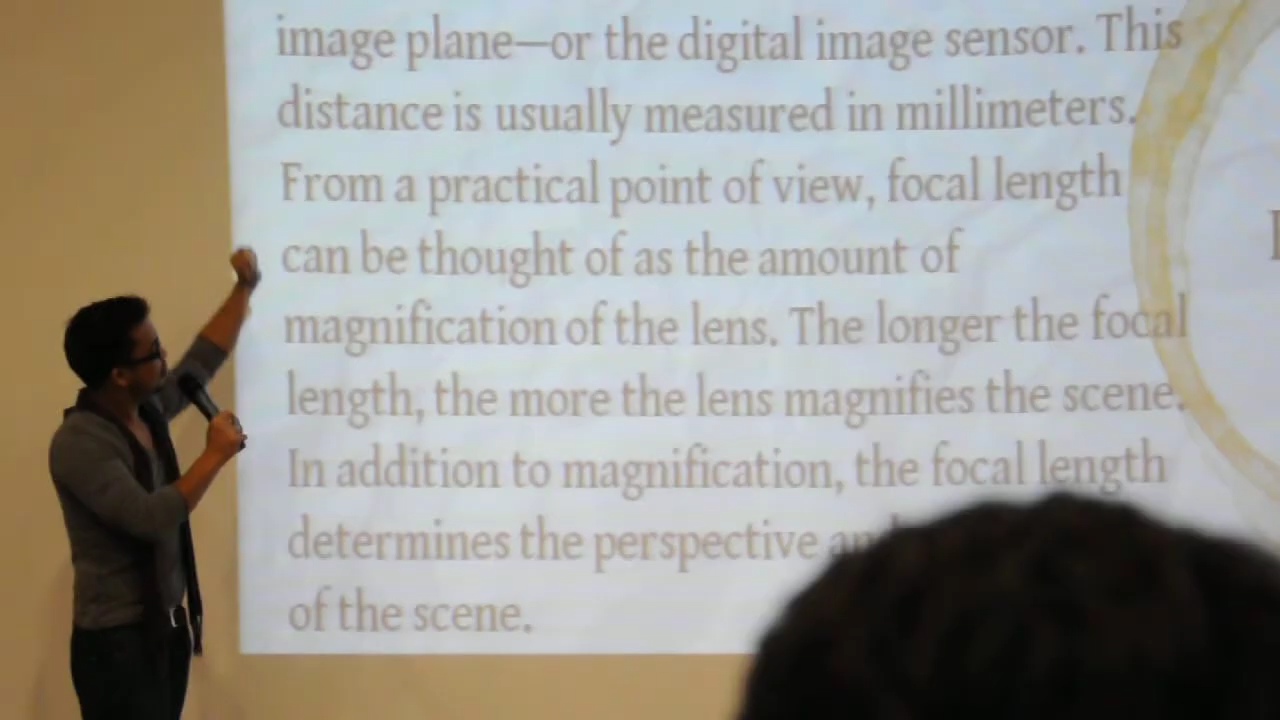 image plane—or the digital image sensor. This
distance is usually measured in millimeters.
From a practical point of view, focal length
can be thought of as the amount of
magnification of the lens. The longer the focal
length, the more the lens magnifies the scene.
In addition to magnification, the focal length
determines the perspective
of the scene.